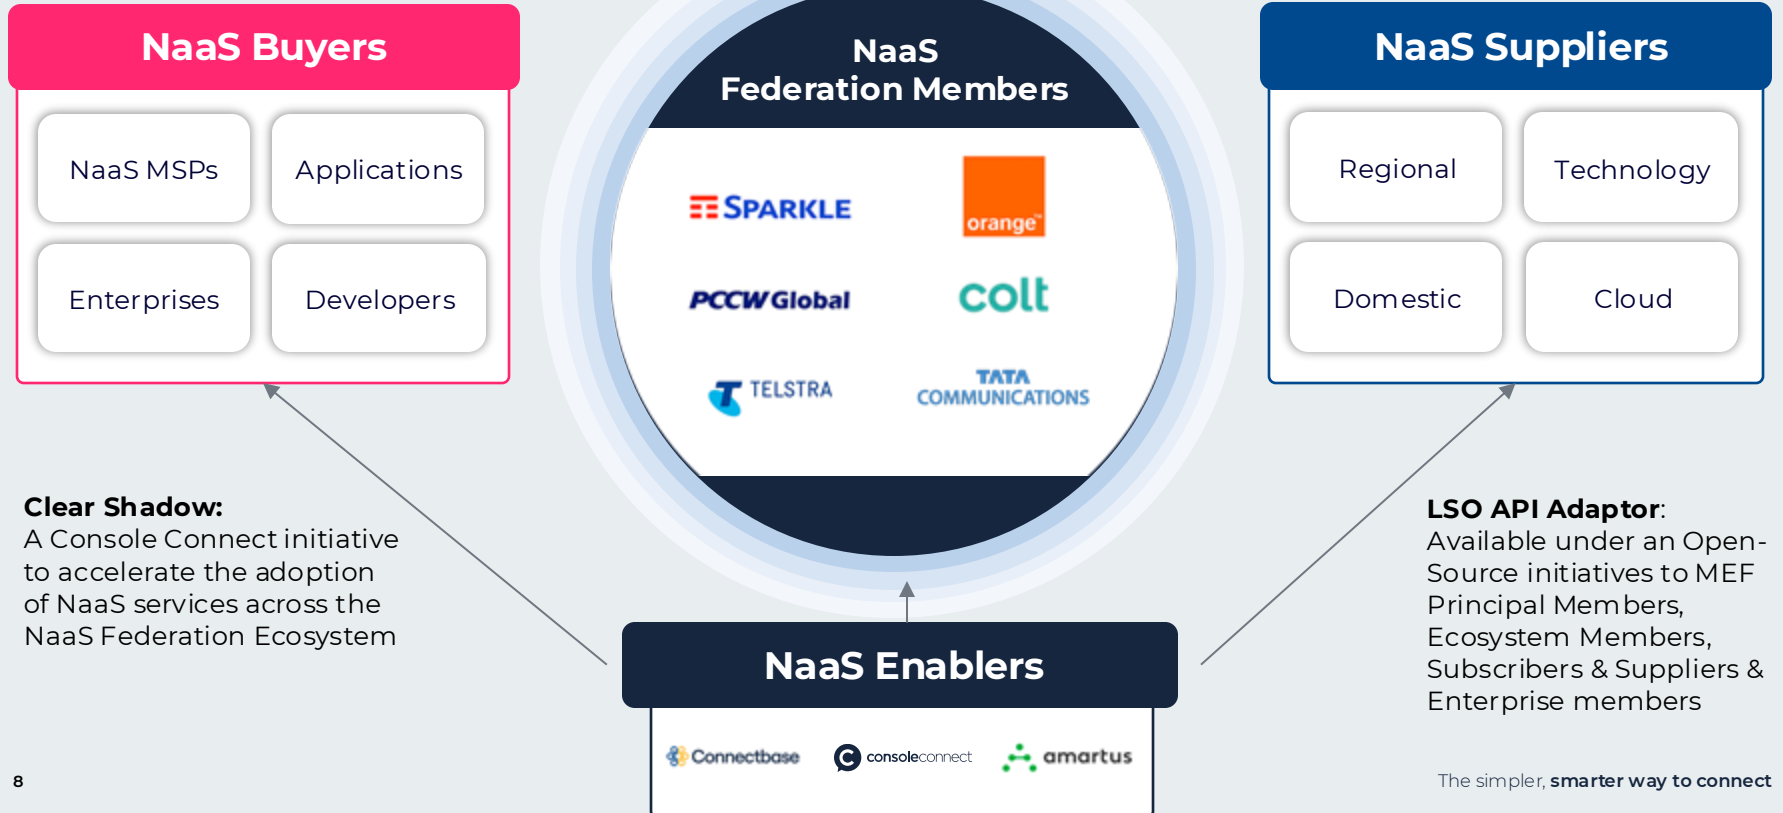 NaaS Buyers
NaaS MSPs
Applications
Enterprises
Developers
NaaS
Federation Members
SPARKLE
orange™
PCCW Global
colt
TELSTRA
TATA
COMMUNICATIONS
NaaS Suppliers
Regional
Technology
Domestic
Cloud
Clear Shadow:
A Console Connect initiative
to accelerate the adoption
of NaaS services across the
NaaS Federation Ecosystem
LSO API Adaptor:
Available under an Open-
Source initiatives to MEF
Principal Members,
Ecosystem Members,
Subscribers & Suppliers &
Enterprise members
NaaS Enablers
Connectbase
consoleconnect
amartus
8
The simpler, smarter way to connect